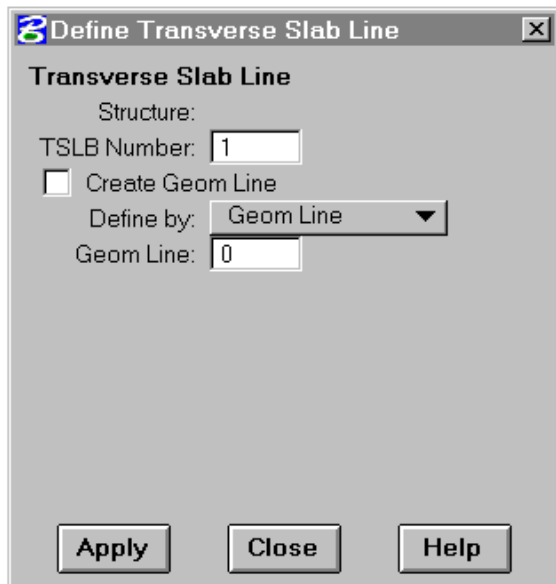 Define Transverse Slab Line
Transverse Slab Line
Structure:
TSLB Number: 1
Create Geom Line
Define by: Geom Line
Geom Line: 0
Apply Close Help